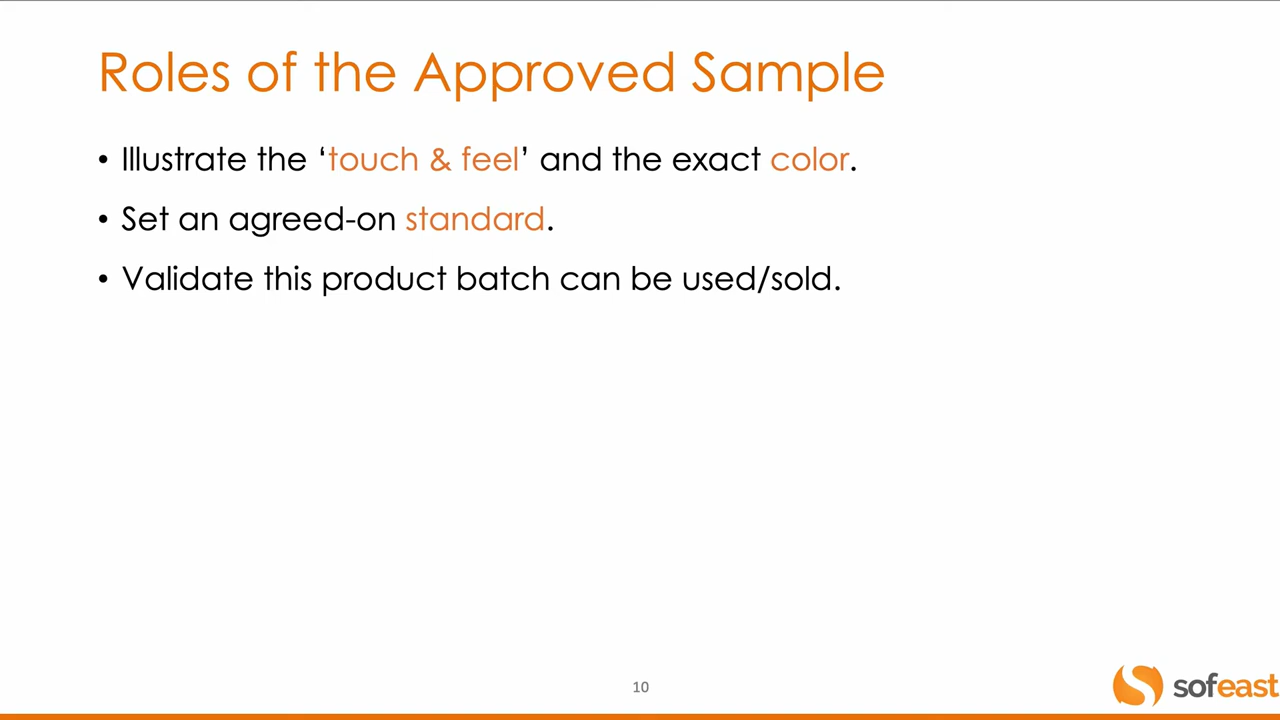 Roles of the Approved Sample
• Illustrate the ‘touch & feel’ and the exact color.
• Set an agreed-on standard.
• Validate this product batch can be used/sold.
10
sofeast